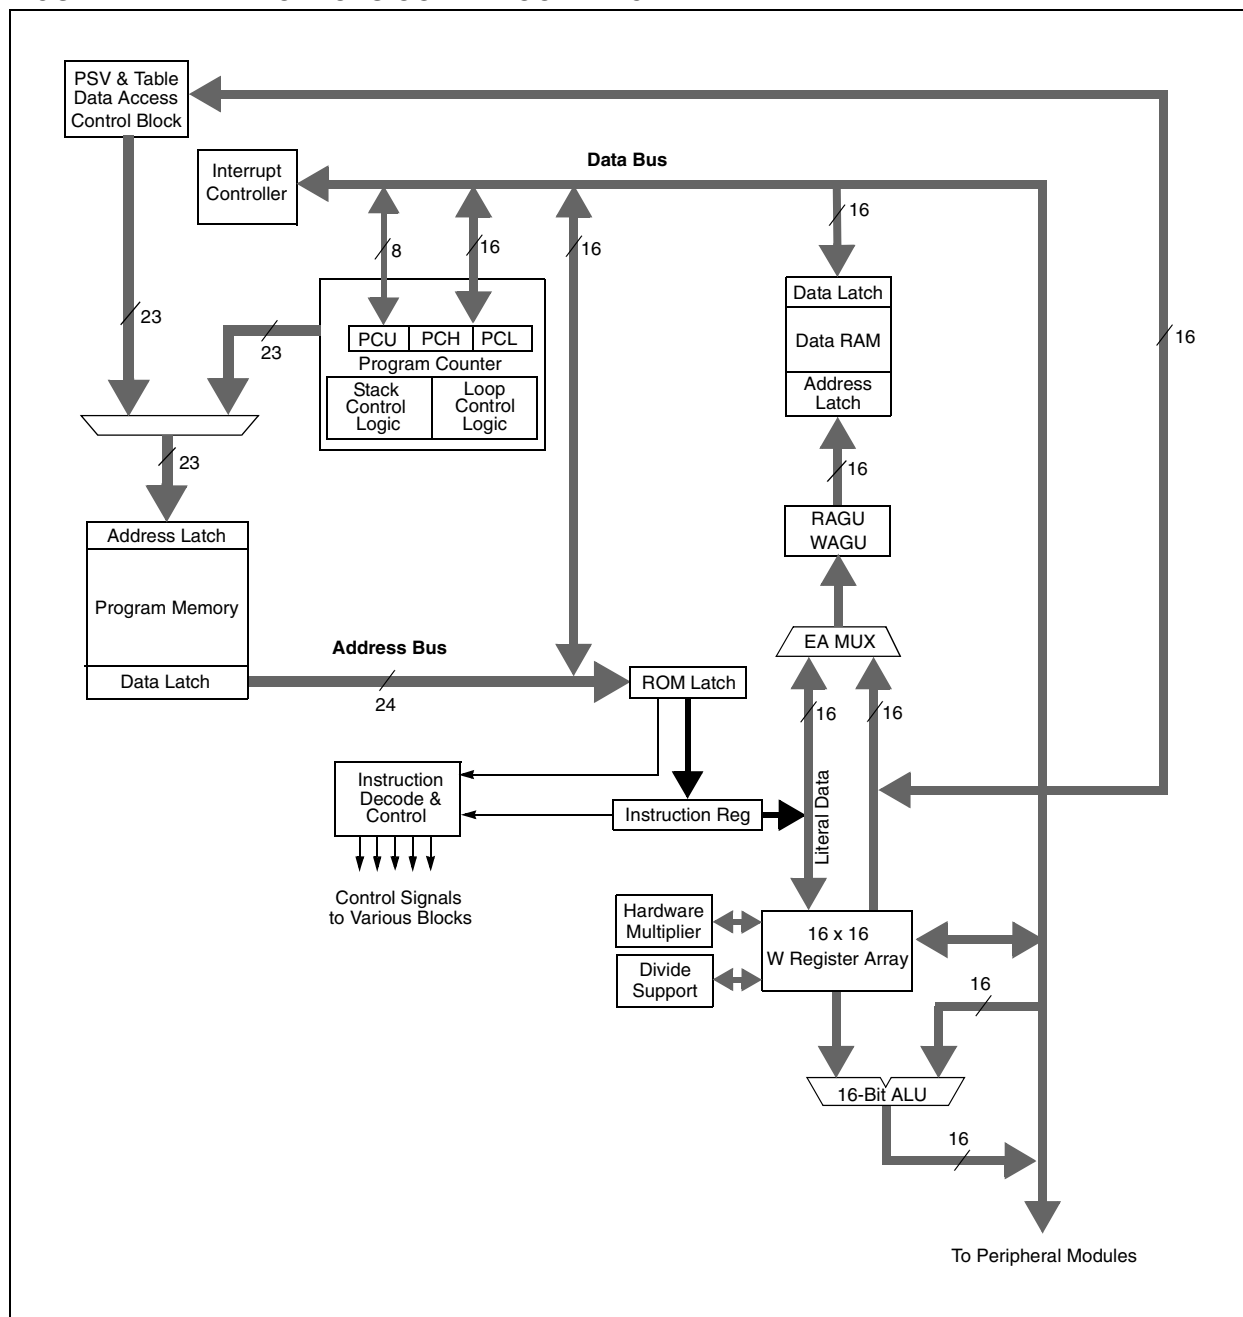 PSV & Table
Data Access
Control Block
Interrupt
Controller
Data Bus
8
16
16
16
23
23
PCU
PCH
PCL
Program Counter
Stack
Control
Logic
Loop
Control
Logic
Data Latch
Data RAM
Address
Latch
16
23
16
RAGU
WAGU
Address Latch
Program Memory
Data Latch
Address Bus
24
EA MUX
ROM Latch
16
16
Instruction
Decode &
Control
Instruction Reg
Literal Data
Control Signals
to Various Blocks
Hardware
Multiplier
16 x 16
W Register Array
Divide
Support
16
16-Bit ALU
16
To Peripheral Modules